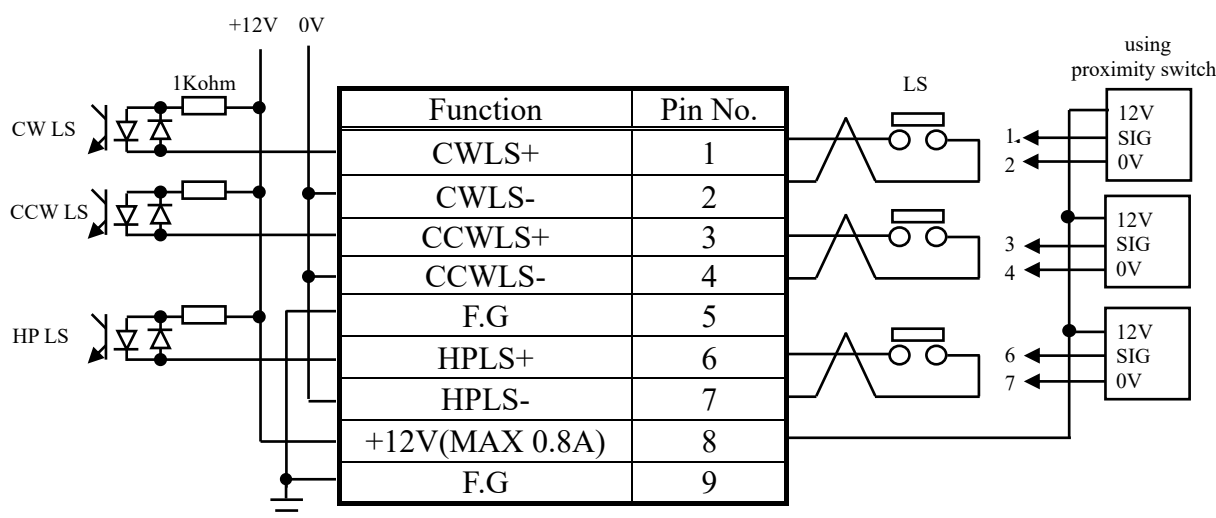 +12V 0V
1Kohm
CW LS
CCW LS
HP LS
Function Pin No.
CWLS+ 1
CWLS- 2
CCWLS+ 3
CCWLS- 4
F.G 5
HPLS+ 6
HPLS- 7
+12V(MAX 0.8A) 8
F.G 9
LS
using
proximity switch
1. 
2
12V
SIG
0V
3
4
12V
SIG
0V
6
7
12V
SIG
0V